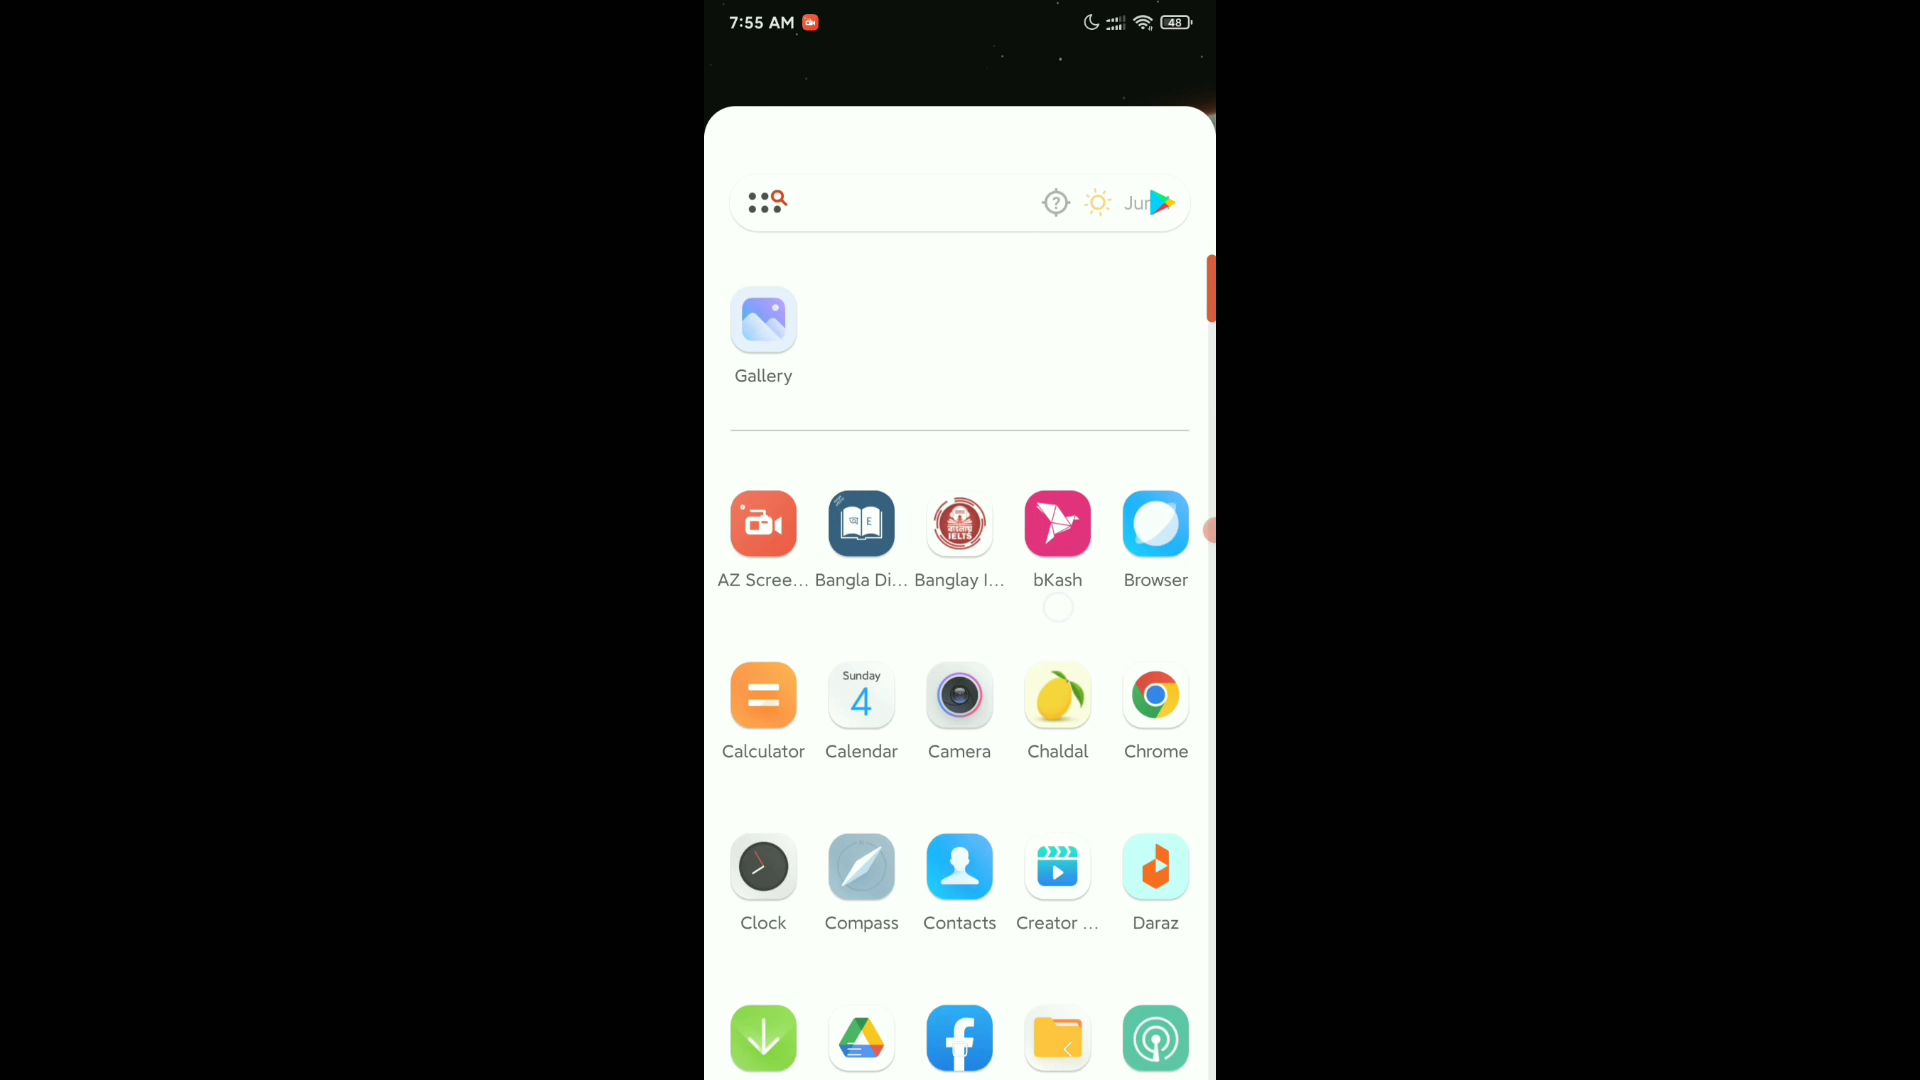 7:55 AM
48
Gallery
বাংলায়
IELTS
AZ Scree... Bangla Di... Banglay I... bKash Browser
Sunday
4
Calculator Calendar Camera Chaldal Chrome
Clock Compass Contacts Creator ... Daraz